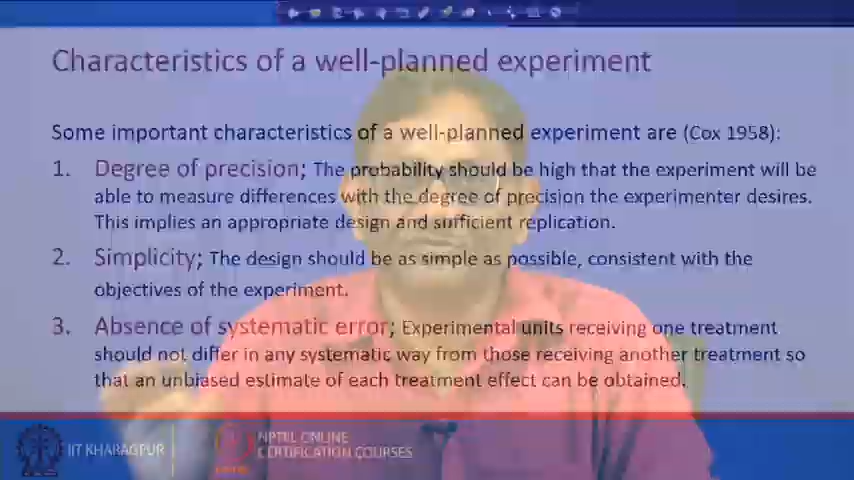 Characteristics of a well-planned experiment
Some important characteristics of a well-planned experiment are (Cox 1958):
1. Degree of precision; The probability should be high that the experiment will be
able to measure differences with the degree of precision the experimenter desires.
This implies an appropriate design and sufficient replication.
2. Simplicity; The design should be as simple as possible, consistent with the
objectives of the experiment.
3. Absence of systematic error; Experimental units receiving one treatment
should not differ in any systematic way from those receiving another treatment so
that an unbiased estimate of each treatment effect can be obtained.
IIT KHARAGPUR
NPTEL ONLINE
CERTIFICATION COURSES